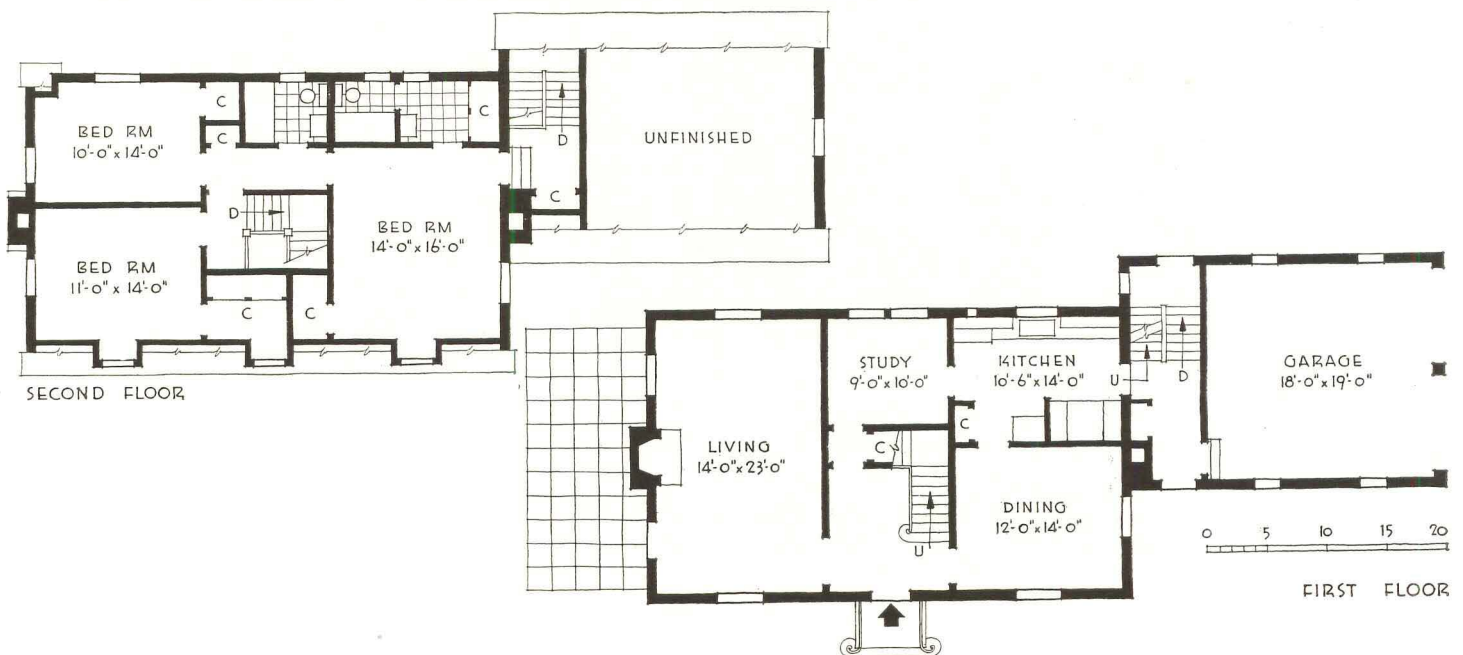 BED RM
10'-0" x 14'-0"
C
C
C
D
UNFINISHED
C
D
BED RM
14'-0" x 16'-0"
BED RM
11'-0" x 14'-0"
C
C
SECOND FLOOR
STUDY
9'-0" x 10'-0"
KITCHEN
10'-6" x 14'-0"
U
D
GARAGE
18'-0" x 19'-0"
C
C
LIVING
14'-0" x 23'-0"
DINING
12'-0" x 14'-0"
U
0 5 10 15 20
FIRST FLOOR